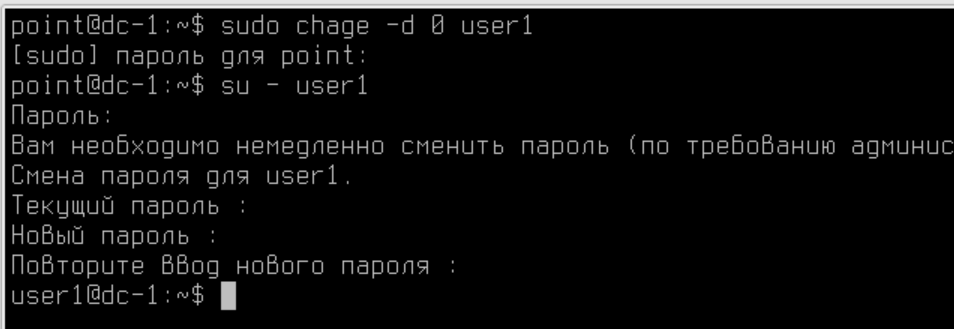 point@dc-1:~$ sudo chage -d 0 user1
[sudo] пароль для point:
point@dc-1:~$ su - user1
Пароль:
Вам необходимо немедленно сменить пароль (по требованию админис
Смена пароля для user1.
Текущий пароль :
Новый пароль :
Повторите ввод нового пароля :
user1@dc-1:~$